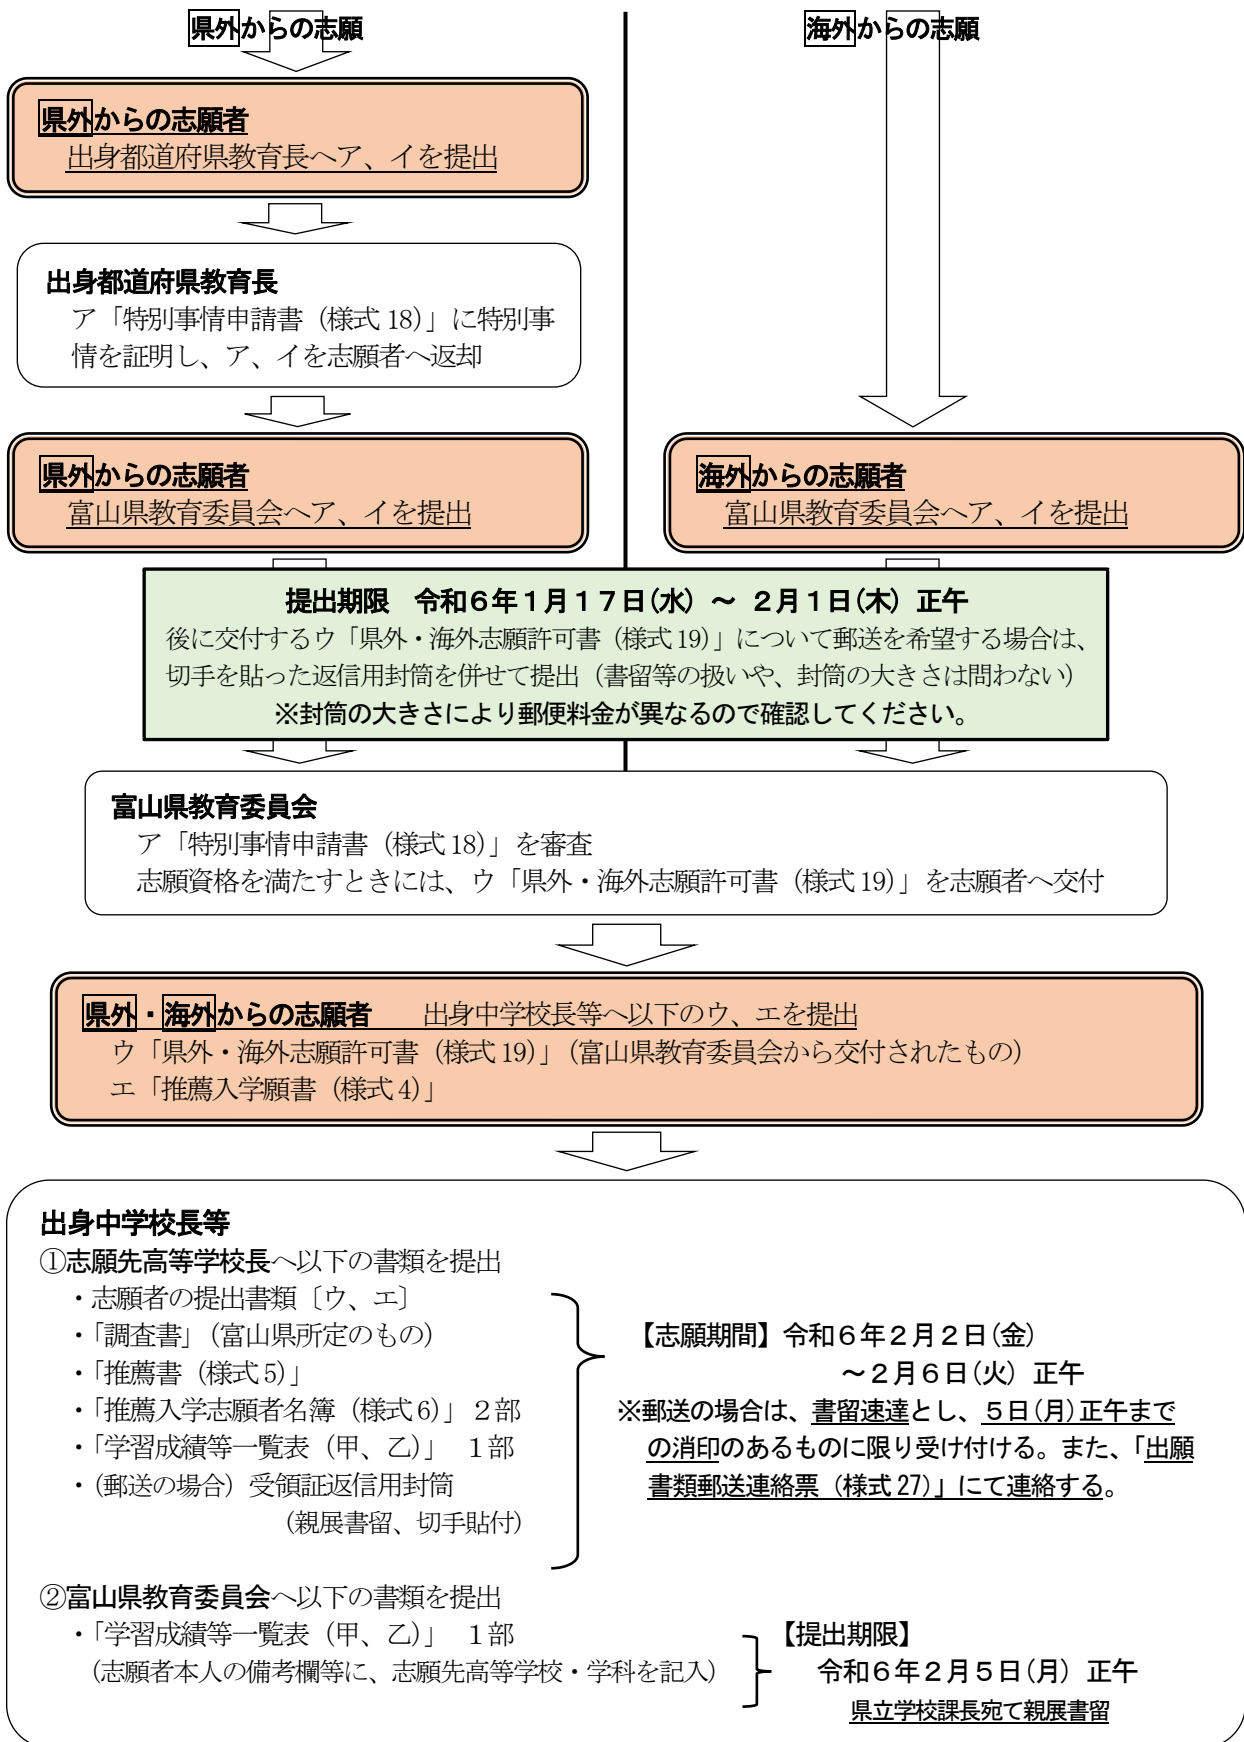 県外からの志願
海外からの志願
県外からの志願者
出身都道府県教育長へア、イを提出
出身都道府県教育長
ア「特別事情申請書（様式18）」に特別事
情を証明し、ア、イを志願者へ返却
県外からの志願者
富山県教育委員会へア、イを提出
海外からの志願者
富山県教育委員会へア、イを提出
提出期限　令和６年１月１７日（水）～ ２月１日（木）正午
後に交付するウ「県外・海外志願許可書（様式19）」について郵送を希望する場合は、
切手を貼った返信用封筒を併せて提出（書留等の扱いや、封筒の大きさは問わない）
※封筒の大きさにより郵便料金が異なるので確認してください。
富山県教育委員会
ア「特別事情申請書（様式18）」を審査
志願資格を満たすときには、ウ「県外・海外志願許可書（様式19）」を志願者へ交付
県外・海外からの志願者　　出身中学校長等へ以下のウ、エを提出
ウ「県外・海外志願許可書（様式19）」（富山県教育委員会から交付されたもの）
エ「推薦入学願書（様式4）」
出身中学校長等
①志願先高等学校長へ以下の書類を提出
・志願者の提出書類〔ウ、エ〕
・「調査書」（富山県所定のもの）
・「推薦書（様式5）」
・「推薦入学志願者名簿（様式6）」２部
・「学習成績等一覧表（甲、乙）」　１部
・（郵送の場合）受領証返信用封筒
（親展書留、切手貼付）
【志願期間】令和６年２月２日（金）
～２月６日（火）正午
※郵送の場合は、書留速達とし、５日（月）正午まで
の消印のあるものに限り受け付ける。また、「出願
書類郵送連絡票（様式27）」にて連絡する。
②富山県教育委員会へ以下の書類を提出
・「学習成績等一覧表（甲、乙）」　１部
（志願者本人の備考欄等に、志願先高等学校・学科を記入）
【提出期限】
令和６年２月５日（月）正午
県立学校課長宛て親展書留